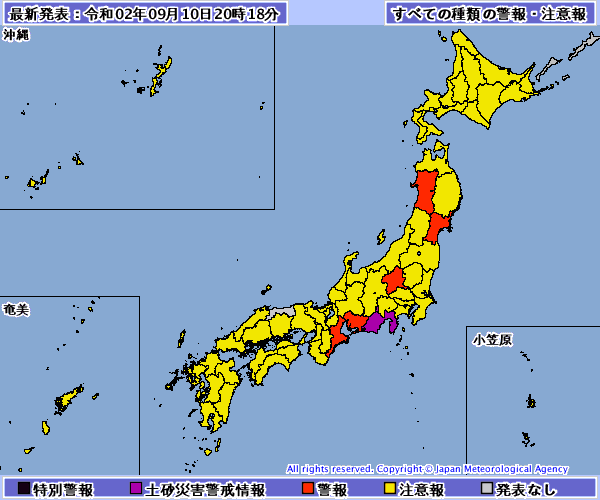 最新発表：令和02年09月10日20時18分
すべての種類の警報・注意報
沖縄
奄美
小笠原
All rights reserved. Copyright © Japan Meteorological Agency
特別警報 土砂災害警戒情報 警報 注意報 発表なし